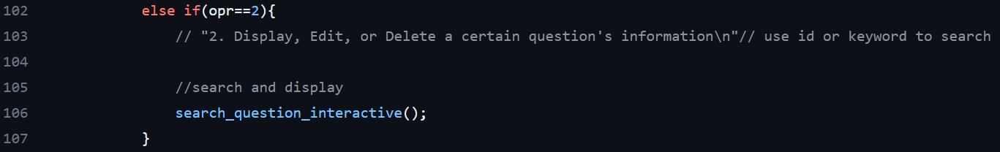 102 else if(opr==2){
103 // "2. Display, Edit, or Delete a certain question's information\n"// use id or keyword to search
104
105 //search and display
106 search_question_interactive();
107 }